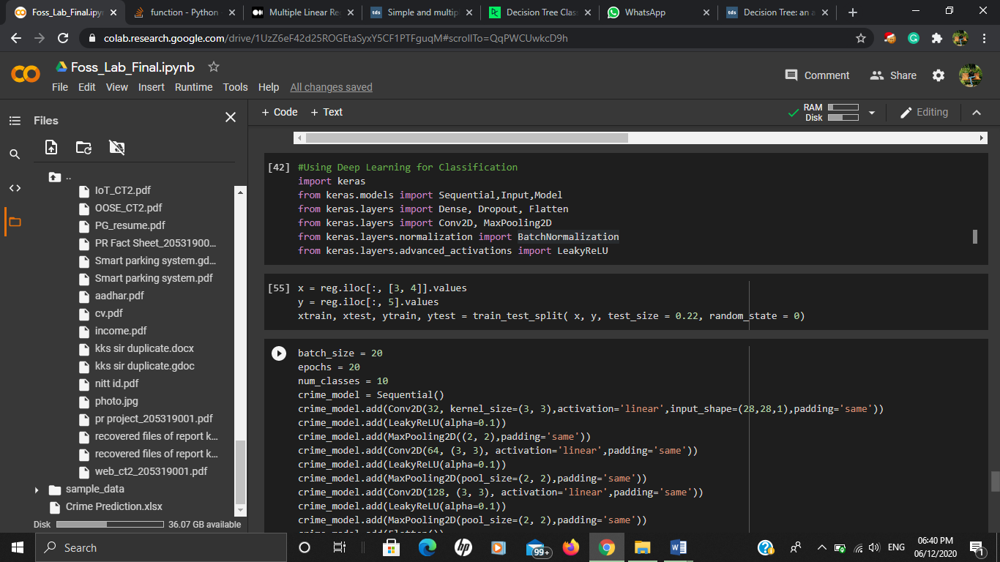 Foss_Lab_Final.ipyn
function - Python
Multiple Linear Re
tds Simple and multip
Decision Tree Clas
WhatsApp
tds Decision Tree: an a
colab.research.google.com/drive/1UzZ6eF42d25ROGEtaSyxY5CF1PTFguqM#scrollTo=QqPWCUwkcD9h
Foss_Lab_Final.ipynb
File Edit View Insert Runtime Tools Help All changes saved
Comment Share
Files
+ Code + Text
RAM
Disk
Editing
..
IoT_CT2.pdf
OOSE_CT2.pdf
PG_resume.pdf
PR Fact Sheet_20531900...
Smart parking system.gd...
Smart parking system.pdf
aadhar.pdf
cv.pdf
income.pdf
kks sir duplicate.docx
kks sir duplicate.gdoc
nitt id.pdf
photo.jpg
pr project_205319001.pdf
recovered files of report k...
recovered files of report k...
web_ct2_205319001.pdf
sample_data
Crime Prediction.xlsx
Disk 36.07 GB available
[42] #Using Deep Learning for Classification
import keras
from keras.models import Sequential,Input,Model
from keras.layers import Dense, Dropout, Flatten
from keras.layers import Conv2D, MaxPooling2D
from keras.layers.normalization import BatchNormalization
from keras.layers.advanced_activations import LeakyReLU
[55] x = reg.iloc[:, [3, 4]].values
y = reg.iloc[:, 5].values
xtrain, xtest, ytrain, ytest = train_test_split( x, y, test_size = 0.22, random_state = 0)
batch_size = 20
epochs = 20
num_classes = 10
crime_model = Sequential()
crime_model.add(Conv2D(32, kernel_size=(3, 3),activation='linear',input_shape=(28,28,1),padding='same'))
crime_model.add(LeakyReLU(alpha=0.1))
crime_model.add(MaxPooling2D((2, 2),padding='same'))
crime_model.add(Conv2D(64, (3, 3), activation='linear',padding='same'))
crime_model.add(LeakyReLU(alpha=0.1))
crime_model.add(MaxPooling2D(pool_size=(2, 2),padding='same'))
crime_model.add(Conv2D(128, (3, 3), activation='linear',padding='same'))
crime_model.add(LeakyReLU(alpha=0.1))
crime_model.add(MaxPooling2D(pool_size=(2, 2),padding='same'))
crime_model.add(Flatten())
Search
hp
99+
ENG
06:40 PM
06/12/2020
1